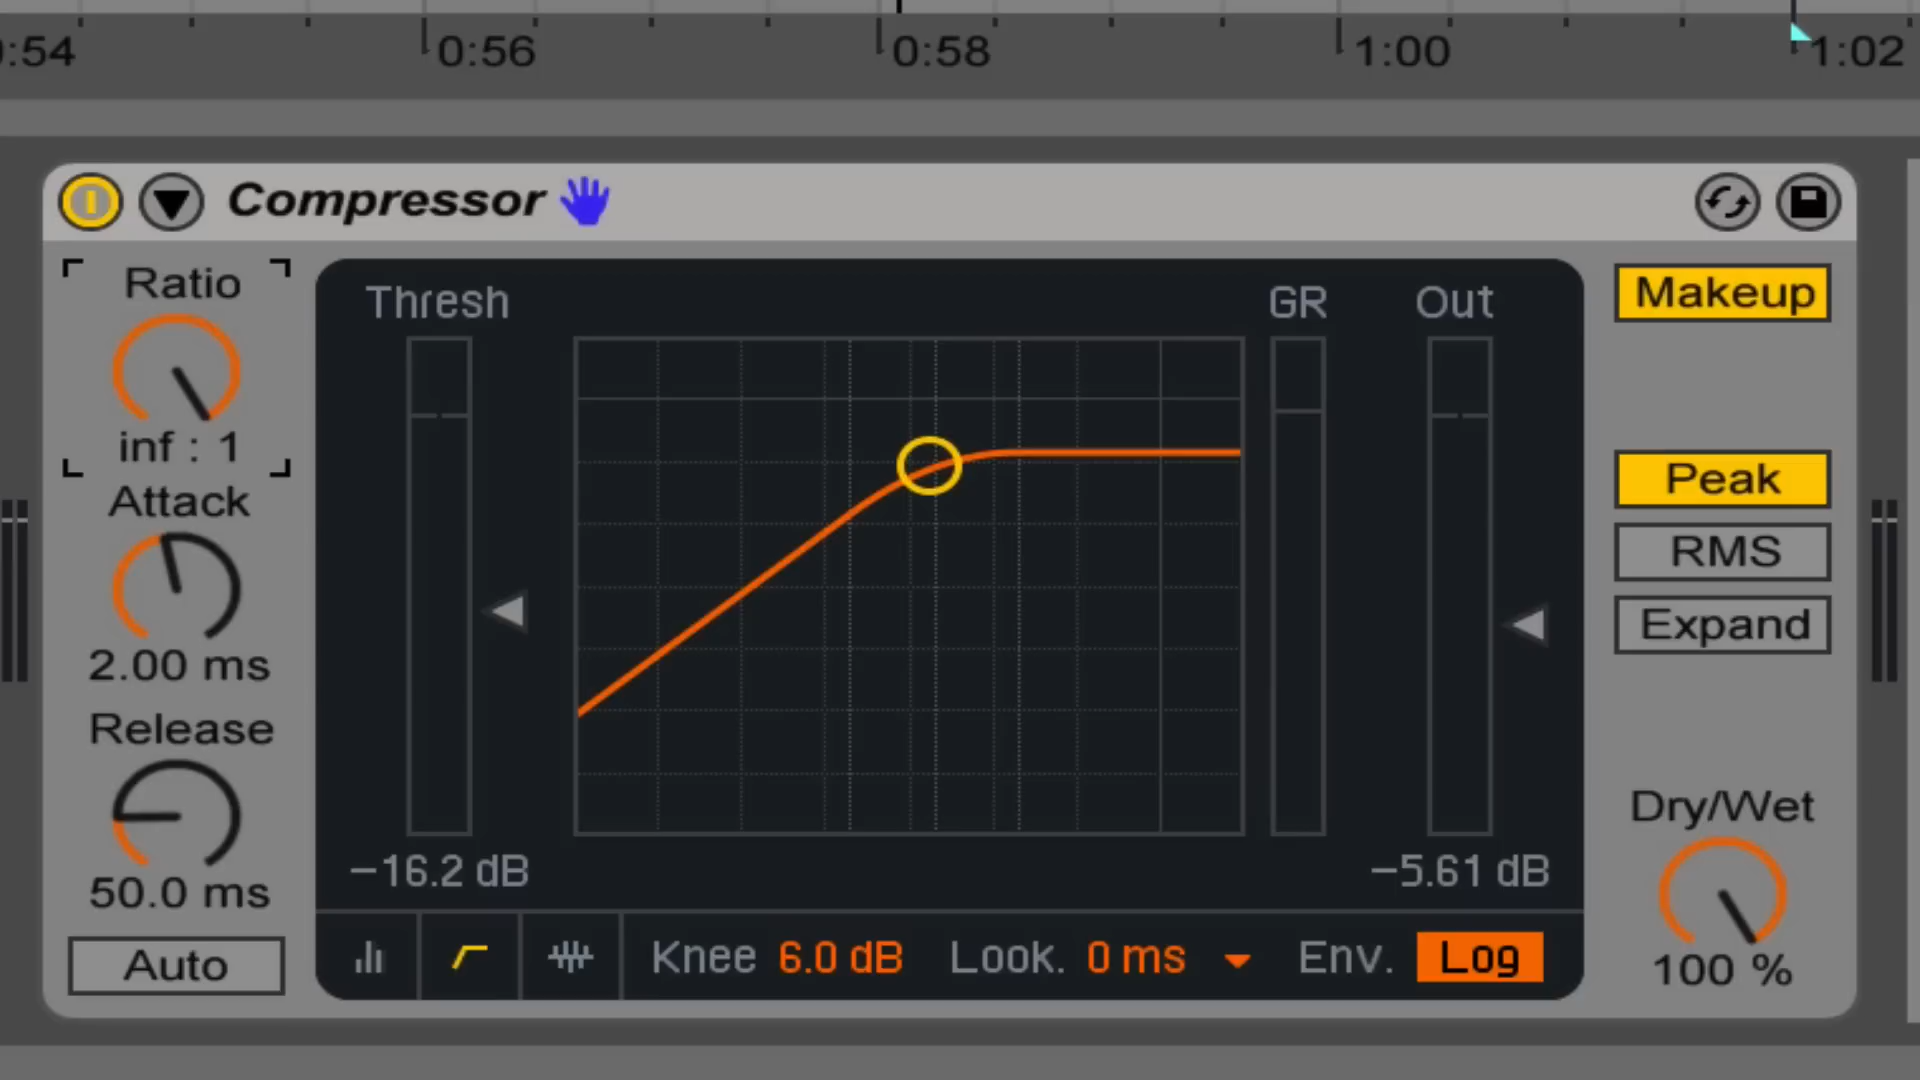 :54
0:56
0:58
1:00
1:02
Compressor
Ratio
inf : 1
Attack
2.00 ms
Release
50.0 ms
Auto
Thresh
-16.2 dB
GR
Out
-5.61 dB
Knee 6.0 dB
Look. 0 ms
Env. Log
Makeup
Peak
RMS
Expand
Dry/Wet
100 %